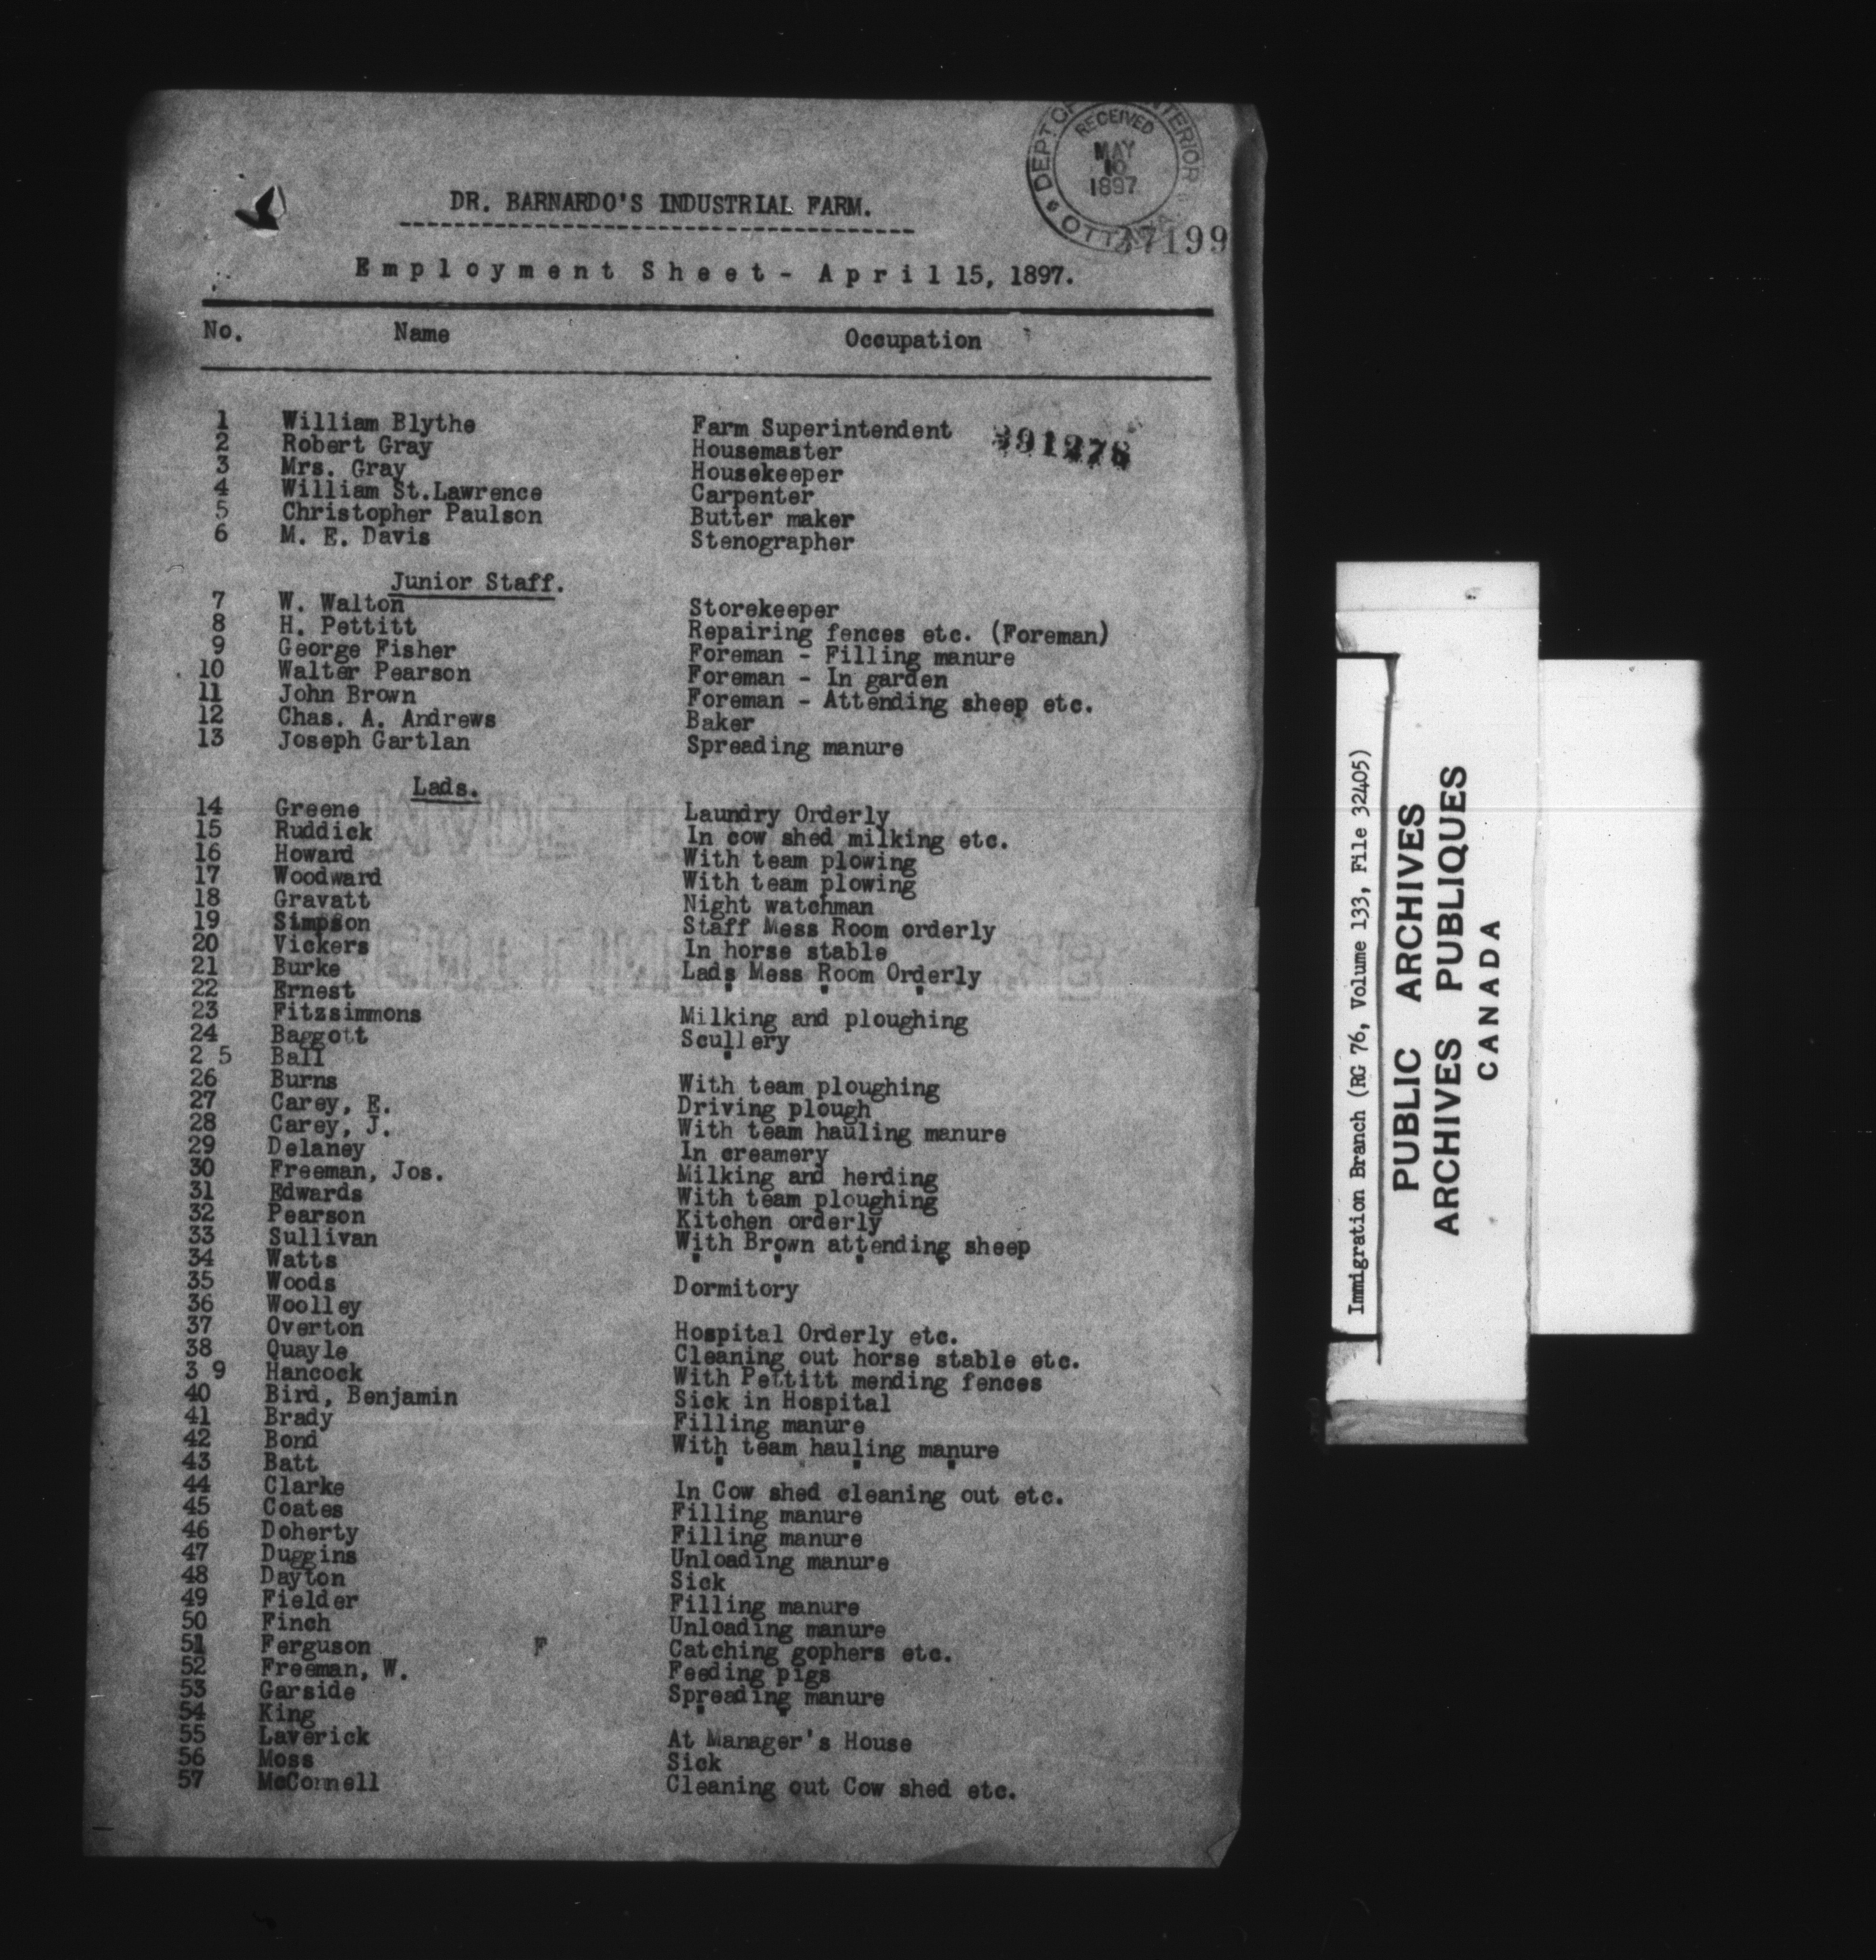 DEPT OF INTERIOR
RECEIVED
MAY
10
1897
OTTAWA
37199
DR. BARNARDO'S INDUSTRIAL FARM.
Employment Sheet - April 15, 1897.
No. Name Occupation
1 William Blythe Farm Superintendent
2 Robert Gray Housemaster
3 Mrs. Gray Housekeeper
4 William St.Lawrence Carpenter
5 Christopher Paulson Butter maker
6 M. E. Davis Stenographer
Junior Staff.
7 W. Walton Storekeeper
8 H. Pettitt Repairing fences etc. (Foreman)
9 George Fisher Foreman - Filling manure
10 Walter Pearson Foreman - In garden
11 John Brown Foreman - Attending sheep etc.
12 Chas. A. Andrews Baker
13 Joseph Gartlan Spreading manure
Lads.
14 Greene Laundry Orderly
15 Ruddick In cow shed milking etc.
16 Howard With team plowing
17 Woodward With team plowing
18 Gravatt Night watchman
19 Simpson Staff Mess Room orderly
20 Vickers In horse stable
21 Burke Lads Mess Room Orderly
22 Ernest " " "
23 Fitzsimmons Milking and ploughing
24 Baggott Scullery
2 5 Ball "
26 Burns With team ploughing
27 Carey, E. Driving plough
28 Carey, J. With team hauling manure
29 Delaney In creamery
30 Freeman, Jos. Milking and herding
31 Edwards With team ploughing
32 Pearson Kitchen orderly
33 Sullivan With Brown attending sheep
34 Watts " " " "
35 Woods Dormitory
36 Woolley
37 Overton Hospital Orderly etc.
38 Quayle Cleaning out horse stable etc.
3 9 Hancock With Pettitt mending fences
40 Bird, Benjamin Sick in Hospital
41 Brady Filling manure
42 Bond With team hauling manure
43 Batt " " " "
44 Clarke In Cow shed cleaning out etc.
45 Coates Filling manure
46 Doherty Filling manure
47 Duggins Unloading manure
48 Dayton Sick
49 Fielder Filling manure
50 Finch Unloading manure
51 Ferguson F Catching gophers etc.
52 Freeman, W. Feeding pigs
53 Garside Spreading manure
54 King " "
55 Laverick At Manager's House
56 Moss Sick
57 McConnell Cleaning out Cow shed etc.
Immigration Branch (RG 76, Volume 133, File 32405)
PUBLIC ARCHIVES
ARCHIVES PUBLIQUES
CANADA